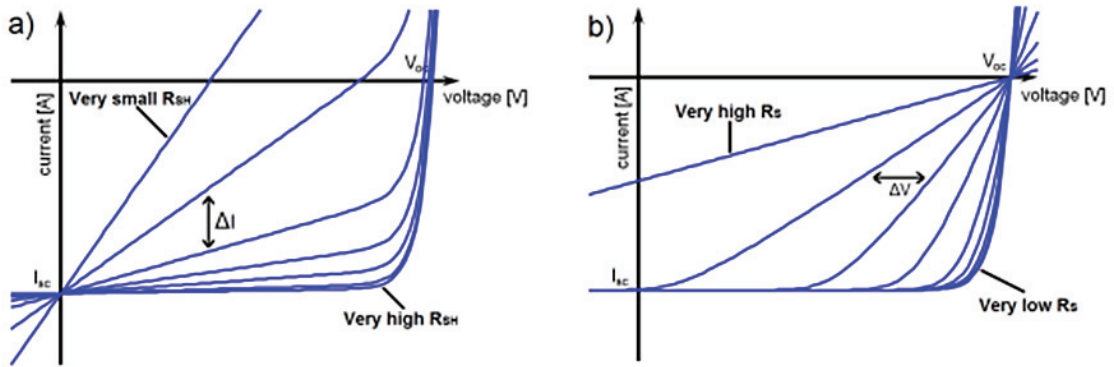 a)
current [A]
Very small RSH
Voc
voltage [V]
ΔI
Isc
Very high RSH
b)
current [A]
Very high Rs
Voc
voltage [V]
ΔV
Isc
Very low Rs